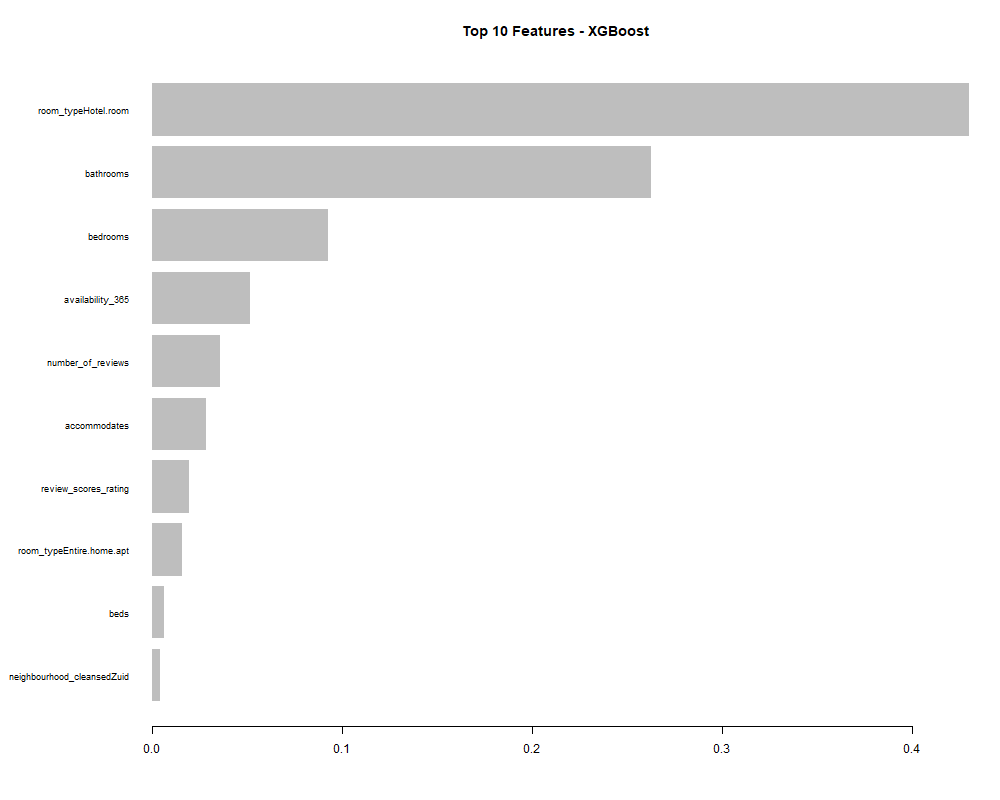 Top 10 Features - XGBoost
room_typeHotel.room
bathrooms
bedrooms
availability_365
number_of_reviews
accommodates
review_scores_rating
room_typeEntire.home.apt
beds
neighbourhood_cleansedZuid
0.0 0.1 0.2 0.3 0.4